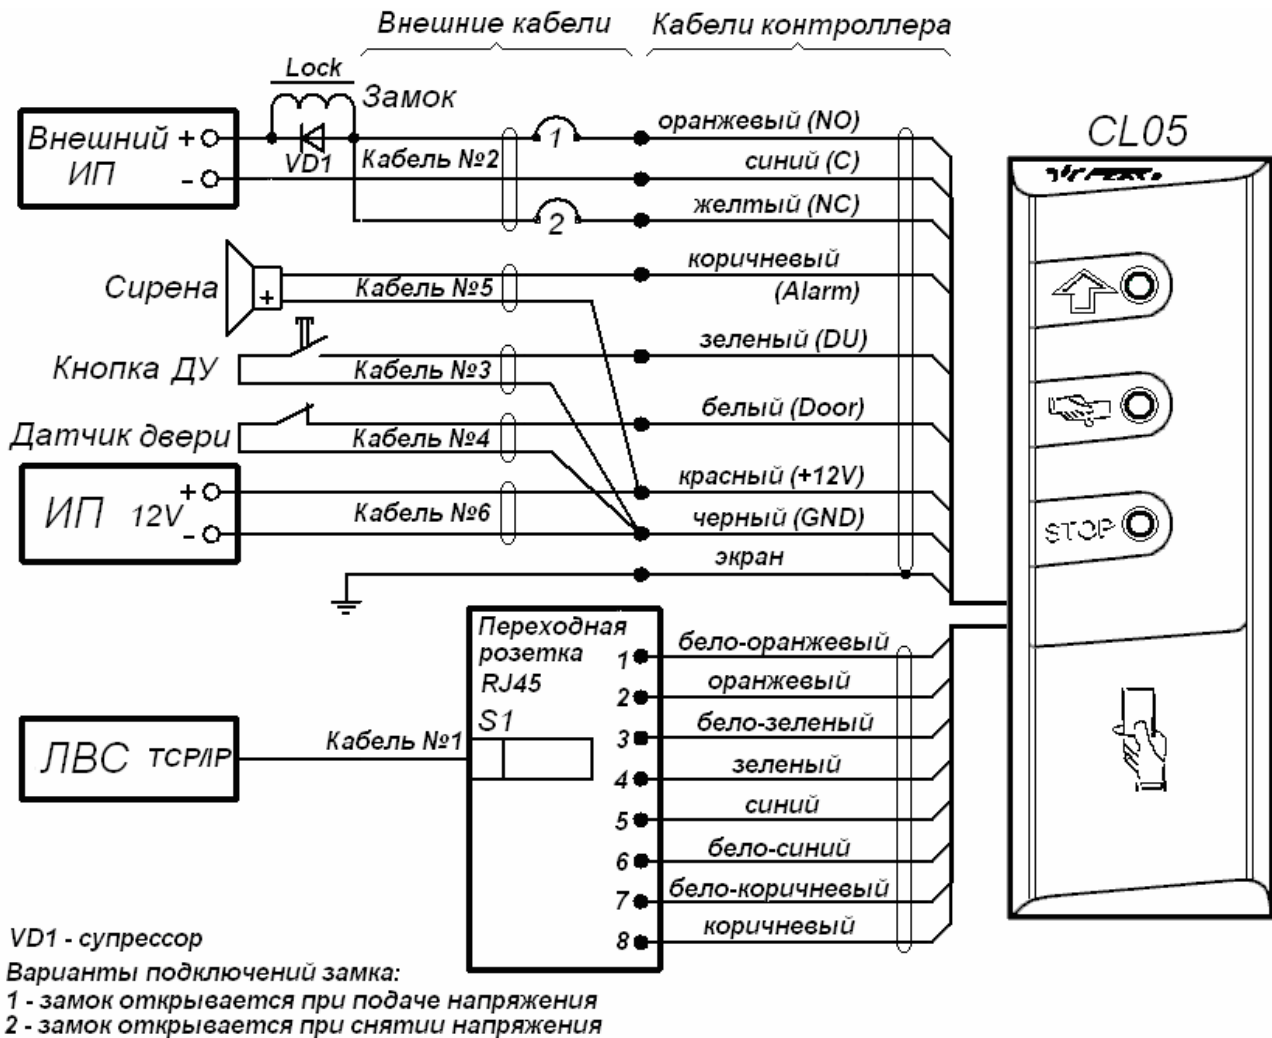 Внешние кабели
Кабели контроллера
Lock
Замок
Внешний
ИП
+
-
VD1
Кабель №2
1
2
оранжевый (NO)
синий (C)
желтый (NC)
CL05
Сирена
+
Кабель №5
коричневый
(Alarm)
Кнопка ДУ
Кабель №3
зеленый (DU)
Датчик двери
Кабель №4
белый (Door)
ИП 12V
+
-
Кабель №6
красный (+12V)
черный (GND)
экран
STOP
Переходная
розетка
RJ45
S1
ЛВС TCP/IP
Кабель №1
1 бело-оранжевый
2 оранжевый
3 бело-зеленый
4 зеленый
5 синий
6 бело-синий
7 бело-коричневый
8 коричневый
VD1 - супрессор
Варианты подключений замка:
1 - замок открывается при подаче напряжения
2 - замок открывается при снятии напряжения